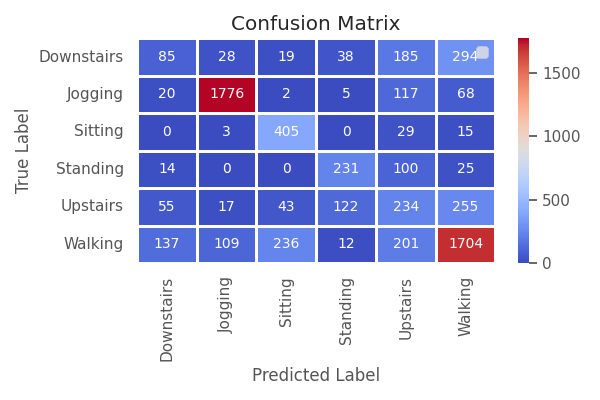 Confusion Matrix
True Label
Downstairs 85 28 19 38 185 294
Jogging 20 1776 2 5 117 68
Sitting 0 3 405 0 29 15
Standing 14 0 0 231 100 25
Upstairs 55 17 43 122 234 255
Walking 137 109 236 12 201 1704
Downstairs Jogging Sitting Standing Upstairs Walking
Predicted Label
1500
1000
500
0